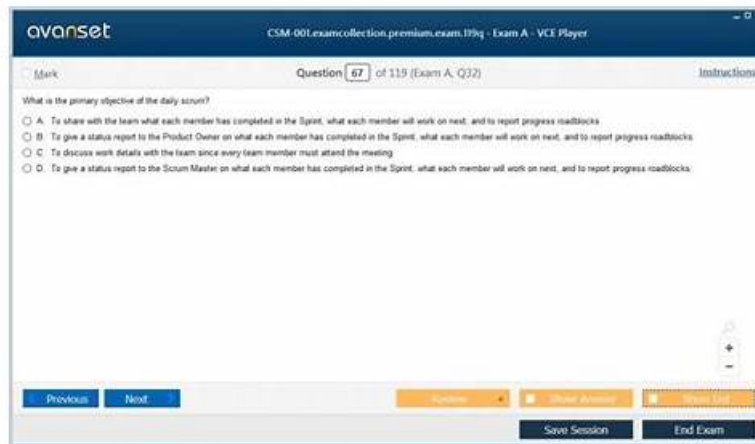 avanset
CSM-001.examcollection.premium.exam.119q - Exam A - VCE Player
Mark
Question 67 of 119 (Exam A, Q32)
Instructions
What is the primary objective of the daily scrum?
A. To share with the team what each member has completed in the Sprint, what each member will work on next, and to report progress roadblocks
B. To give a status report to the Product Owner on what each member has completed in the Sprint, what each member will work on next, and to report progress roadblocks
C. To discuss work details with the team since every team member must attend the meeting
D. To give a status report to the Scrum Master on what each member has completed in the Sprint, what each member will work on next, and to report progress roadblocks
Previous
Next
Review
Show Answer
Show List
Save Session
End Exam